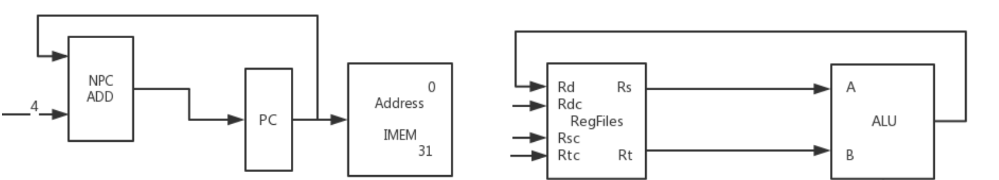 4
NPC
ADD
PC
0
Address
IMEM
31
Rd Rs
Rdc
RegFiles
Rsc
Rtc Rt
A
ALU
B